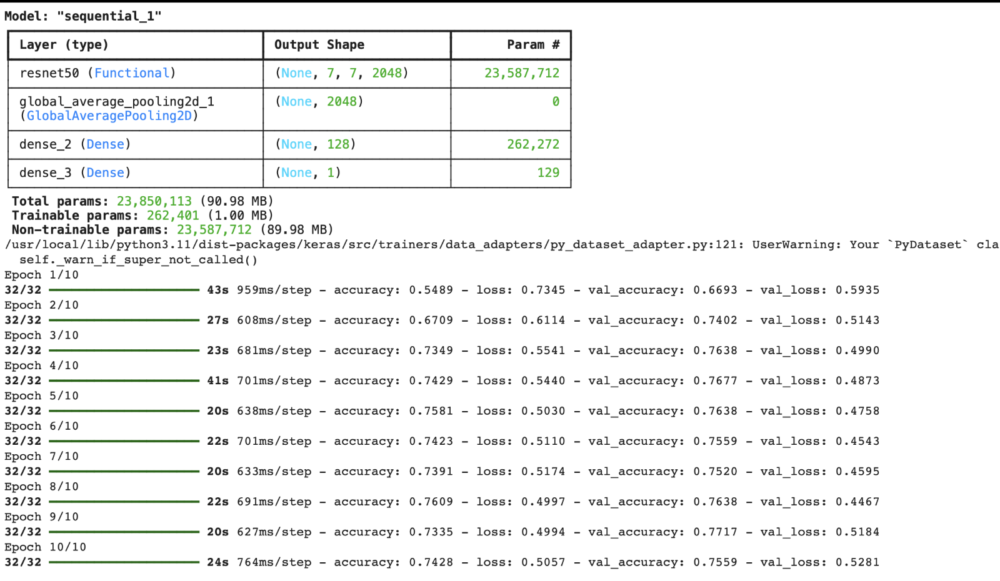 Model: "sequential_1"
Layer (type) Output Shape Param #
resnet50 (Functional) (None, 7, 7, 2048) 23,587,712
global_average_pooling2d_1 (None, 2048) 0
(GlobalAveragePooling2D)
dense_2 (Dense) (None, 128) 262,272
dense_3 (Dense) (None, 1) 129
Total params: 23,850,113 (90.98 MB)
Trainable params: 262,401 (1.00 MB)
Non-trainable params: 23,587,712 (89.98 MB)
/usr/local/lib/python3.11/dist-packages/keras/src/trainers/data_adapters/py_dataset_adapter.py:121: UserWarning: Your `PyDataset` cla
self._warn_if_super_not_called()
Epoch 1/10
32/32 43s 959ms/step - accuracy: 0.5489 - loss: 0.7345 - val_accuracy: 0.6693 - val_loss: 0.5935
Epoch 2/10
32/32 27s 608ms/step - accuracy: 0.6709 - loss: 0.6114 - val_accuracy: 0.7402 - val_loss: 0.5143
Epoch 3/10
32/32 23s 681ms/step - accuracy: 0.7349 - loss: 0.5541 - val_accuracy: 0.7638 - val_loss: 0.4990
Epoch 4/10
32/32 41s 701ms/step - accuracy: 0.7429 - loss: 0.5440 - val_accuracy: 0.7677 - val_loss: 0.4873
Epoch 5/10
32/32 20s 638ms/step - accuracy: 0.7581 - loss: 0.5030 - val_accuracy: 0.7638 - val_loss: 0.4758
Epoch 6/10
32/32 22s 701ms/step - accuracy: 0.7423 - loss: 0.5110 - val_accuracy: 0.7559 - val_loss: 0.4543
Epoch 7/10
32/32 20s 633ms/step - accuracy: 0.7391 - loss: 0.5174 - val_accuracy: 0.7520 - val_loss: 0.4595
Epoch 8/10
32/32 22s 691ms/step - accuracy: 0.7609 - loss: 0.4997 - val_accuracy: 0.7638 - val_loss: 0.4467
Epoch 9/10
32/32 20s 627ms/step - accuracy: 0.7335 - loss: 0.4994 - val_accuracy: 0.7717 - val_loss: 0.5184
Epoch 10/10
32/32 24s 764ms/step - accuracy: 0.7428 - loss: 0.5057 - val_accuracy: 0.7559 - val_loss: 0.5281